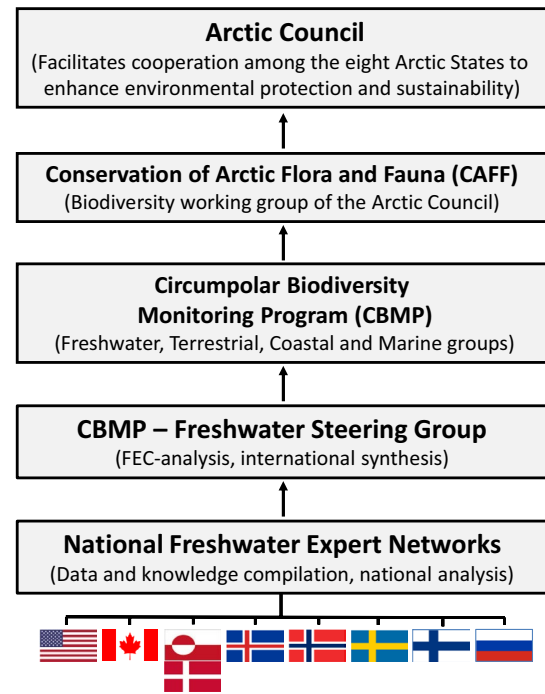 Arctic Council
(Facilitates cooperation among the eight Arctic States to
enhance environmental protection and sustainability)
Conservation of Arctic Flora and Fauna (CAFF)
(Biodiversity working group of the Arctic Council)
Circumpolar Biodiversity
Monitoring Program (CBMP)
(Freshwater, Terrestrial, Coastal and Marine groups)
CBMP – Freshwater Steering Group
(FEC-analysis, international synthesis)
National Freshwater Expert Networks
(Data and knowledge compilation, national analysis)